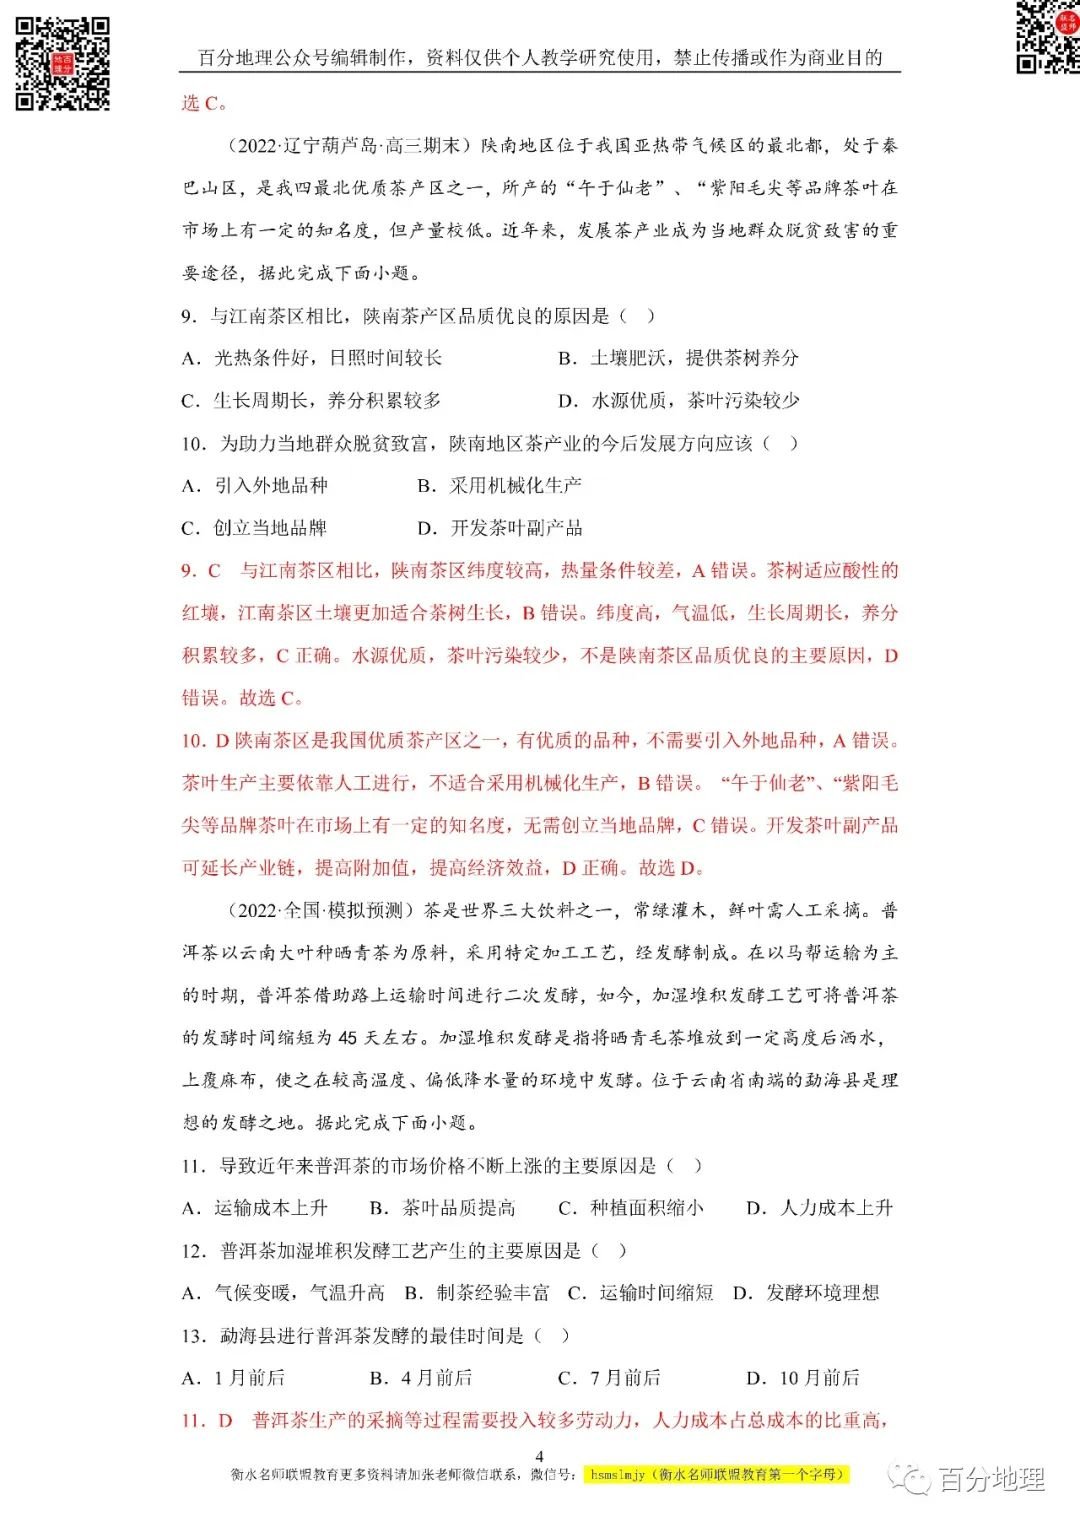 百分地理公众号编辑制作，资料仅供个人教学研究使用，禁止传播或作为商业目的
选 C。
（2022·辽宁葫芦岛·高三期末）陕南地区位于我国亚热带气候区的最北都，处于秦
巴山区，是我四最北优质茶产区之一，所产的“午于仙老”、“紫阳毛尖等品牌茶叶在
市场上有一定的知名度，但产量校低。近年来，发展茶产业成为当地群众脱贫致害的重
要途径，据此完成下面小题。
9．与江南茶区相比，陕南茶产区品质优良的原因是（　）
A．光热条件好，日照时间较长 B．土壤肥沃，提供茶树养分
C．生长周期长，养分积累较多 D．水源优质，茶叶污染较少
10．为助力当地群众脱贫致富，陕南地区茶产业的今后发展方向应该（　）
A．引入外地品种 B．采用机械化生产
C．创立当地品牌 D．开发茶叶副产品
9．C　与江南茶区相比，陕南茶区纬度较高，热量条件较差，A 错误。茶树适应酸性的
红壤，江南茶区土壤更加适合茶树生长，B 错误。纬度高，气温低，生长周期长，养分
积累较多，C 正确。水源优质，茶叶污染较少，不是陕南茶区品质优良的主要原因，D
错误。故选 C。
10．D 陕南茶区是我国优质茶产区之一，有优质的品种，不需要引入外地品种，A 错误。
茶叶生产主要依靠人工进行，不适合采用机械化生产，B 错误。 “午于仙老”、“紫阳毛
尖等品牌茶叶在市场上有一定的知名度，无需创立当地品牌，C 错误。开发茶叶副产品
可延长产业链，提高附加值，提高经济效益，D 正确。故选 D。
（2022·全国·模拟预测）茶是世界三大饮料之一，常绿灌木，鲜叶需人工采摘。普
洱茶以云南大叶种晒青茶为原料，采用特定加工工艺，经发酵制成。在以马帮运输为主
的时期，普洱茶借助路上运输时间进行二次发酵，如今，加湿堆积发酵工艺可将普洱茶
的发酵时间缩短为 45 天左右。加湿堆积发酵是指将晒青毛茶堆放到一定高度后洒水，
上覆麻布，使之在较高温度、偏低降水量的环境中发酵。位于云南省南端的勐海县是理
想的发酵之地。据此完成下面小题。
11．导致近年来普洱茶的市场价格不断上涨的主要原因是（　）
A．运输成本上升 B．茶叶品质提高 C．种植面积缩小 D．人力成本上升
12．普洱茶加湿堆积发酵工艺产生的主要原因是（　）
A．气候变暖，气温升高 B．制茶经验丰富 C．运输时间缩短 D．发酵环境理想
13．勐海县进行普洱茶发酵的最佳时间是（　）
A．1 月前后 B．4 月前后 C．7 月前后 D．10 月前后
11．D　普洱茶生产的采摘等过程需要投入较多劳动力，人力成本占总成本的比重高，
4
衡水名师联盟教育更多资料请加张老师微信联系，微信号： hsmslmjy（衡水名师联盟教育第一个字母）
百分地理